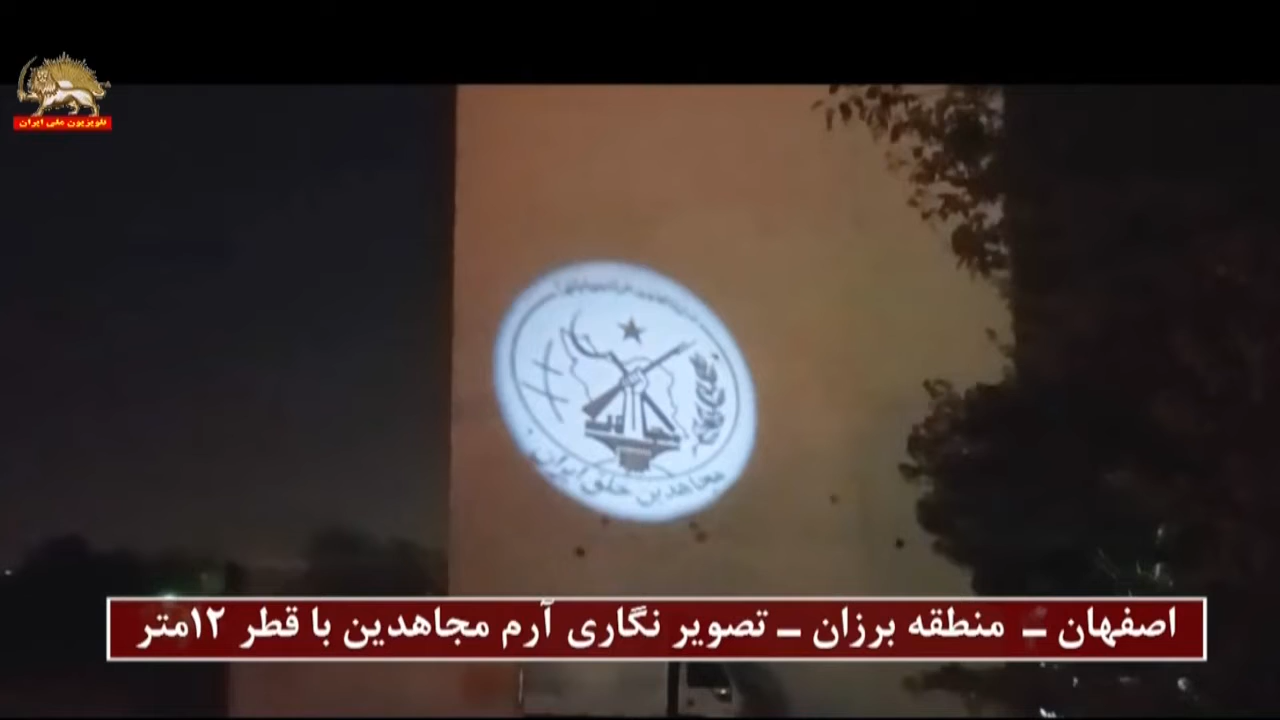 تلویزیون ملی ایران
مجاهدین خلق ایران
اصفهان – منطقه برزان – تصویر نگاری آرم مجاهدین با قطر ۱۲متر